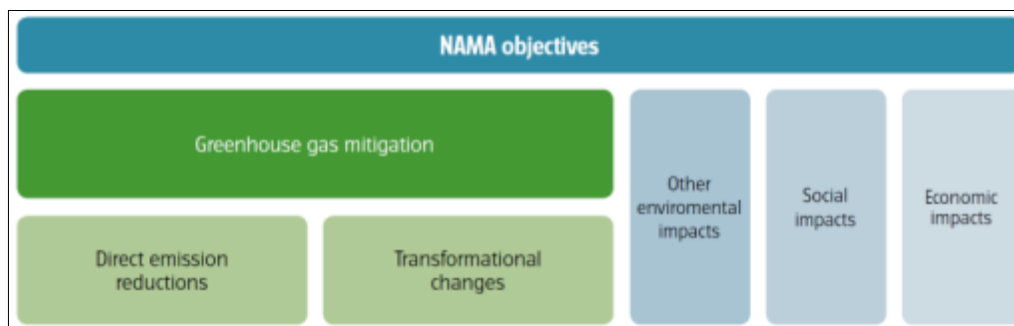 NAMA objectives
Greenhouse gas mitigation
Direct emission
reductions
Transformational
changes
Other
enviromental
impacts
Social
impacts
Economic
impacts